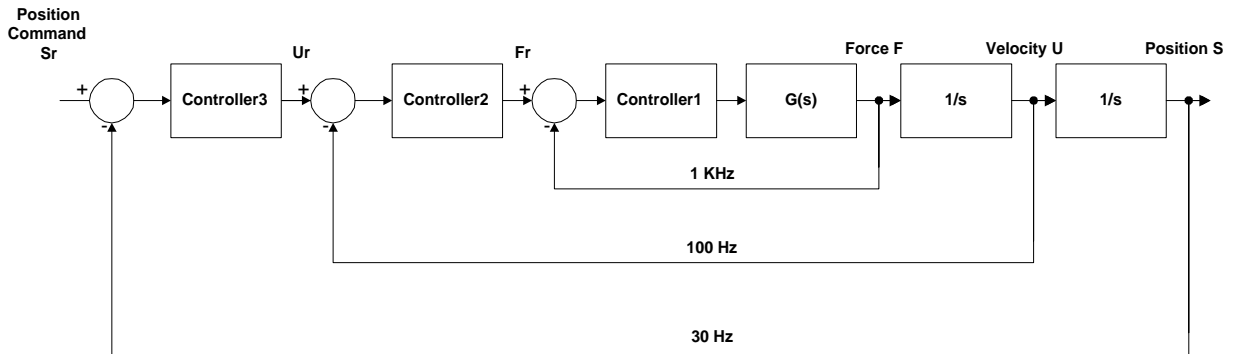 Position
Command
Sr
Ur
Fr
Force F
Velocity U
Position S
+
-
Controller3
+
-
Controller2
+
-
Controller1
G(s)
1/s
1/s
1 KHz
100 Hz
30 Hz